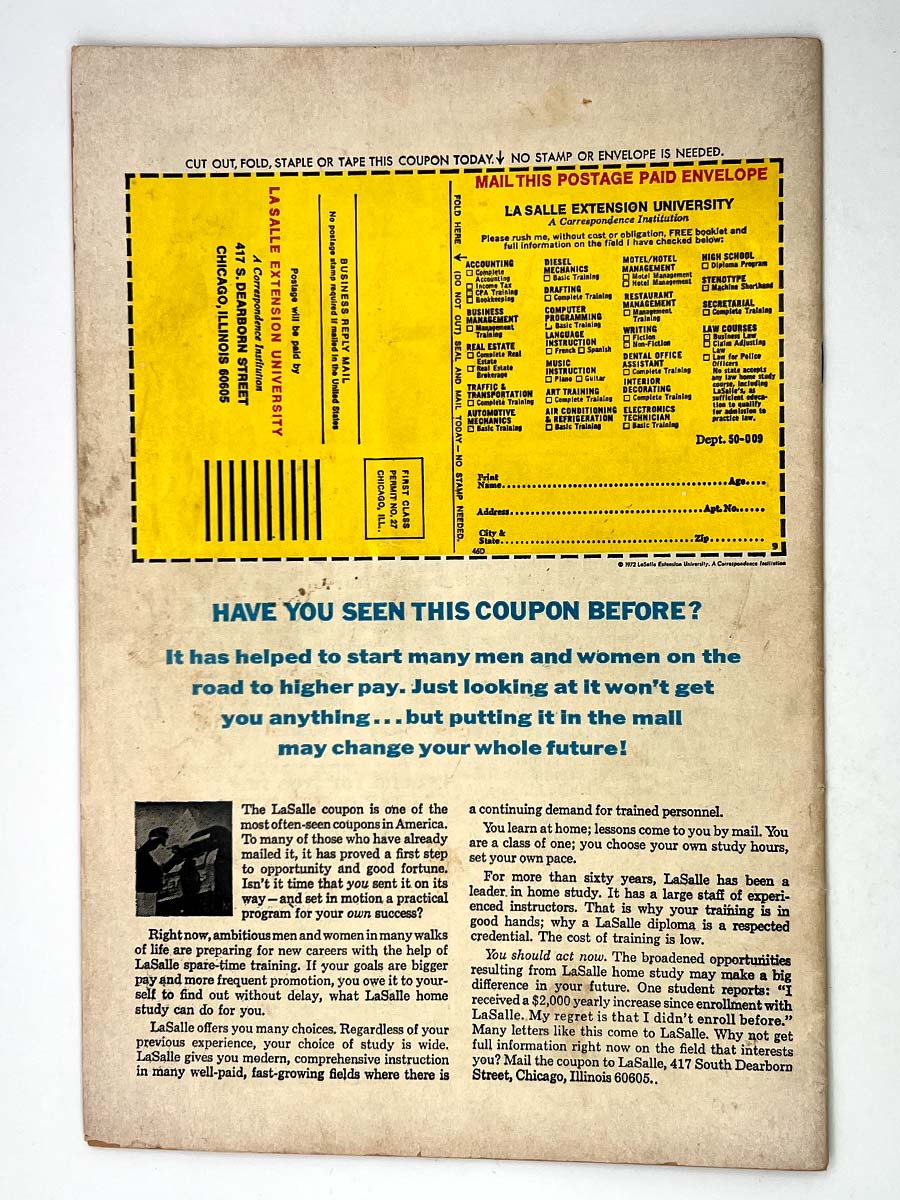 CUT OUT, FOLD, STAPLE OR TAPE THIS COUPON TODAY. ↓ NO STAMP OR ENVELOPE IS NEEDED.
LA SALLE EXTENSION UNIVERSITY
A Correspondence Institution
417 S. DEARBORN STREET
CHICAGO, ILLINOIS 60605
Postage will be paid by
BUSINESS REPLY MAIL
No postage stamp required if mailed in the United States
FIRST CLASS
PERMIT NO. 27
CHICAGO, ILL.
FOLD HERE ↓ (DO NOT CUT) SEAL AND MAIL TODAY — NO STAMP NEEDED.
MAIL THIS POSTAGE PAID ENVELOPE
LA SALLE EXTENSION UNIVERSITY
A Correspondence Institution
Please rush me, without cost or obligation, FREE booklet and
full information on the field I have checked below:
ACCOUNTING
☐ Complete
Accounting
☐ Income Tax
☐ CPA Training
☐ Bookkeeping
BUSINESS
MANAGEMENT
☐ Management
Training
REAL ESTATE
☐ Complete Real
Estate
☐ Real Estate
Brokerage
TRAFFIC &
TRANSPORTATION
☐ Complete Training
AUTOMOTIVE
MECHANICS
☐ Basic Training
DIESEL
MECHANICS
☐ Basic Training
DRAFTING
☐ Complete Training
COMPUTER
PROGRAMMING
☐ Basic Training
LANGUAGE
INSTRUCTION
☐ French ☐ Spanish
MUSIC
INSTRUCTION
☐ Piano ☐ Guitar
ART TRAINING
☐ Complete Training
AIR CONDITIONING
& REFRIGERATION
☐ Basic Training
MOTEL/HOTEL
MANAGEMENT
☐ Motel Management
☐ Hotel Management
RESTAURANT
MANAGEMENT
☐ Management
Training
WRITING
☐ Fiction
☐ Non-Fiction
DENTAL OFFICE
ASSISTANT
☐ Complete Training
INTERIOR
DECORATING
☐ Complete Training
ELECTRONICS
TECHNICIAN
☐ Basic Training
HIGH SCHOOL
☐ Diploma Program
STENOTYPE
☐ Machine Shorthand
SECRETARIAL
☐ Complete Training
LAW COURSES
☐ Business Law
☐ Claim Adjusting
Law
☐ Law for Police
Officers
No state accepts
any law home study
course, including
LaSalle's, as
sufficient educa-
tion to qualify
for admission to
practice law.
Dept. 50-009
Print
Name Age
Address Apt. No.
City &
State Zip
46D 9
© 1972 LaSalle Extension University. A Correspondence Institution
HAVE YOU SEEN THIS COUPON BEFORE?
It has helped to start many men and women on the
road to higher pay. Just looking at it won't get
you anything...but putting it in the mail
may change your whole future!
The LaSalle coupon is one of the
most often-seen coupons in America.
To many of those who have already
mailed it, it has proved a first step
to opportunity and good fortune.
Isn't it time that you sent it on its
way—and set in motion a practical
program for your own success?
Right now, ambitious men and women in many walks
of life are preparing for new careers with the help of
LaSalle spare-time training. If your goals are bigger
pay and more frequent promotion, you owe it to your-
self to find out without delay, what LaSalle home
study can do for you.
LaSalle offers you many choices. Regardless of your
previous experience, your choice of study is wide.
LaSalle gives you modern, comprehensive instruction
in many well-paid, fast-growing fields where there is
a continuing demand for trained personnel.
You learn at home; lessons come to you by mail. You
are a class of one; you choose your own study hours,
set your own pace.
For more than sixty years, LaSalle has been a
leader in home study. It has a large staff of experi-
enced instructors. That is why your training is in
good hands; why a LaSalle diploma is a respected
credential. The cost of training is low.
You should act now. The broadened opportunities
resulting from LaSalle home study may make a big
difference in your future. One student reports: "I
received a $2,000 yearly increase since enrollment with
LaSalle. My regret is that I didn't enroll before."
Many letters like this come to LaSalle. Why not get
full information right now on the field that interests
you? Mail the coupon to LaSalle, 417 South Dearborn
Street, Chicago, Illinois 60605..